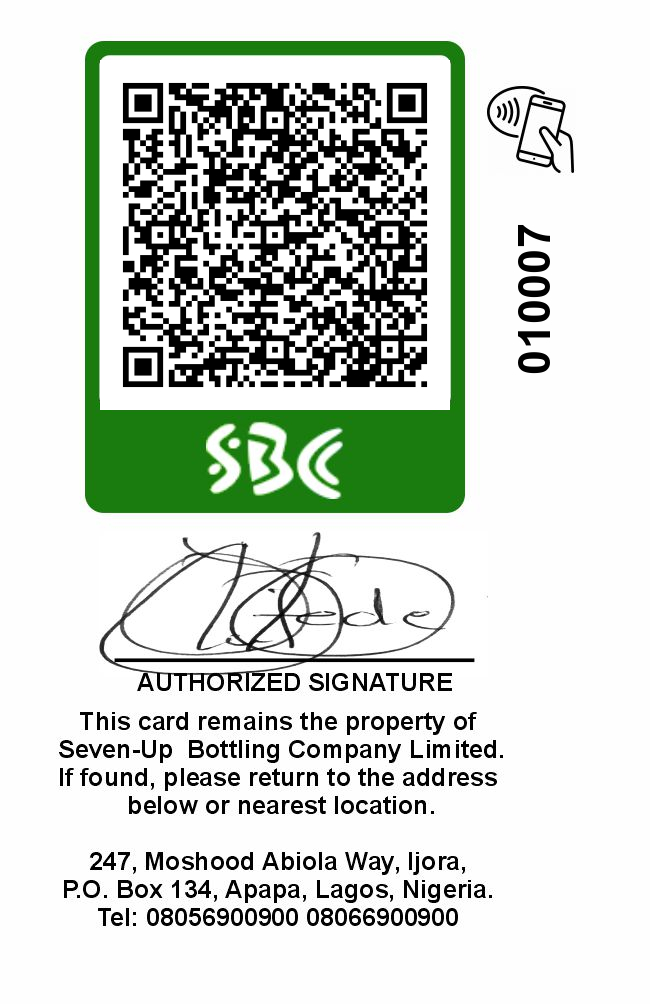 010007
SBC
AUTHORIZED SIGNATURE
This card remains the property of
Seven-Up Bottling Company Limited.
If found, please return to the address
below or nearest location.
247, Moshood Abiola Way, Ijora,
P.O. Box 134, Apapa, Lagos, Nigeria.
Tel: 08056900900 08066900900